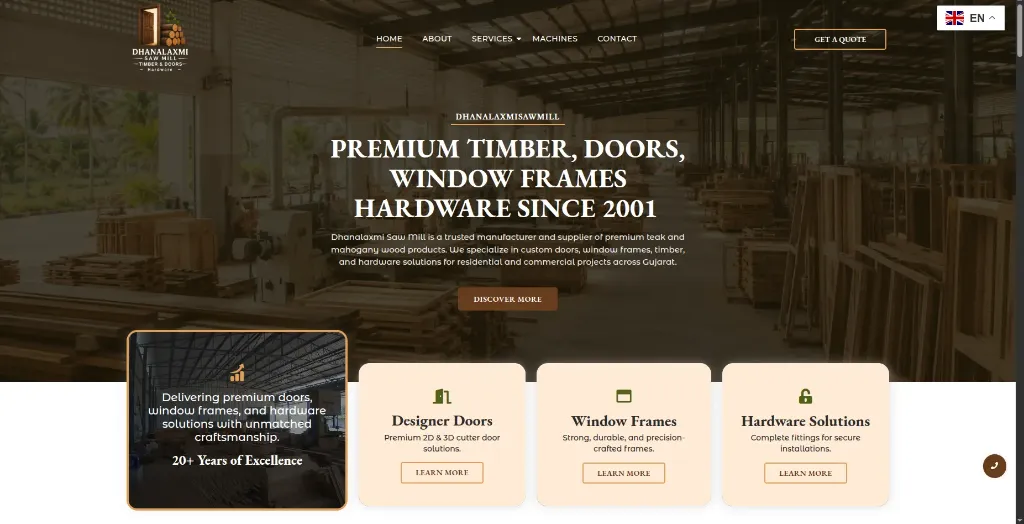 DHANALAXMI
SAW MILL
TIMBER & DOORS
Hardware
HOME
ABOUT
SERVICES
MACHINES
CONTACT
GET A QUOTE
EN
DHANALAXMISAWMILL
PREMIUM TIMBER, DOORS,
WINDOW FRAMES
HARDWARE SINCE 2001
Dhanalaxmi Saw Mill is a trusted manufacturer and supplier of premium teak and
mahogany wood products. We specialize in custom doors, window frames, timber,
and hardware solutions for residential and commercial projects across Gujarat.
DISCOVER MORE
Delivering premium doors,
window frames, and hardware
solutions with unmatched
craftsmanship.
20+ Years of Excellence
Designer Doors
Premium 2D & 3D cutter door
solutions.
LEARN MORE
Window Frames
Strong, durable, and precision-
crafted frames.
LEARN MORE
Hardware Solutions
Complete fittings for secure
installations.
LEARN MORE